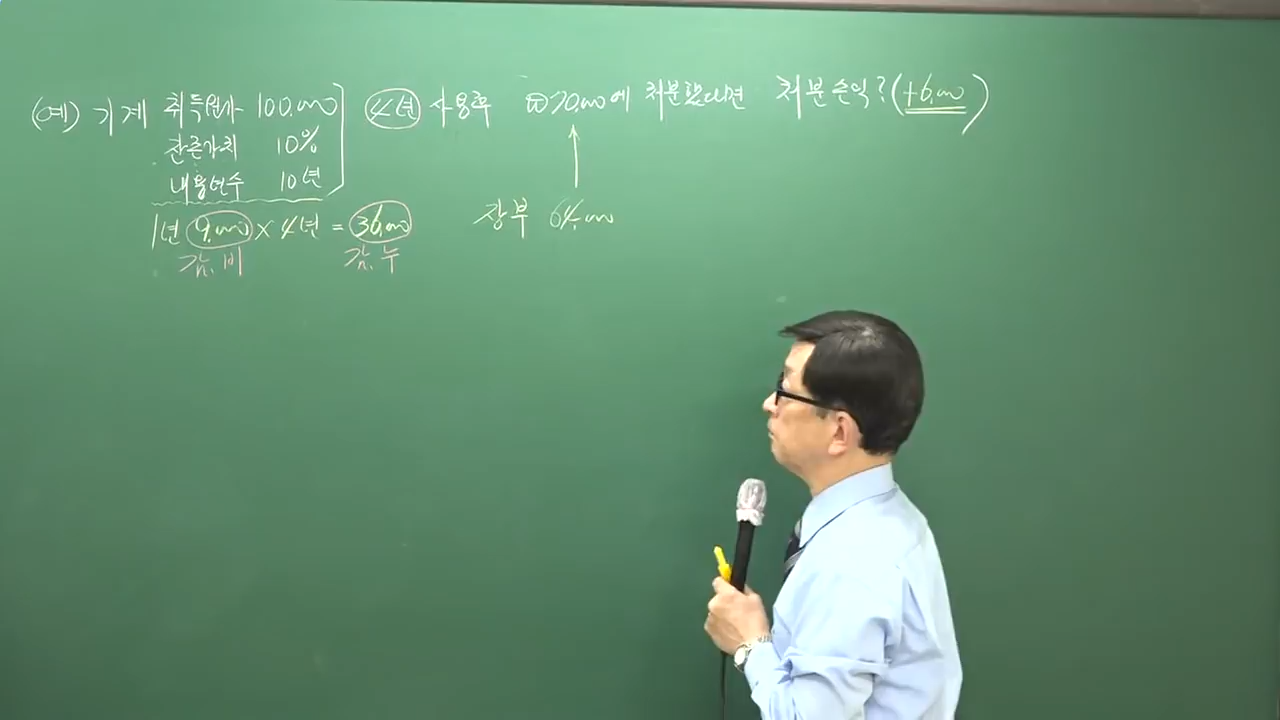 (예) 기계 취득원가 100,000 4년 사용후 ₩70,000에 처분했다면 처분손익? (+6,000)
잔존가치 10%
내용년수 10년
1년 9,000 × 4년 = 36,000 장부 64,000
감.비 감.누